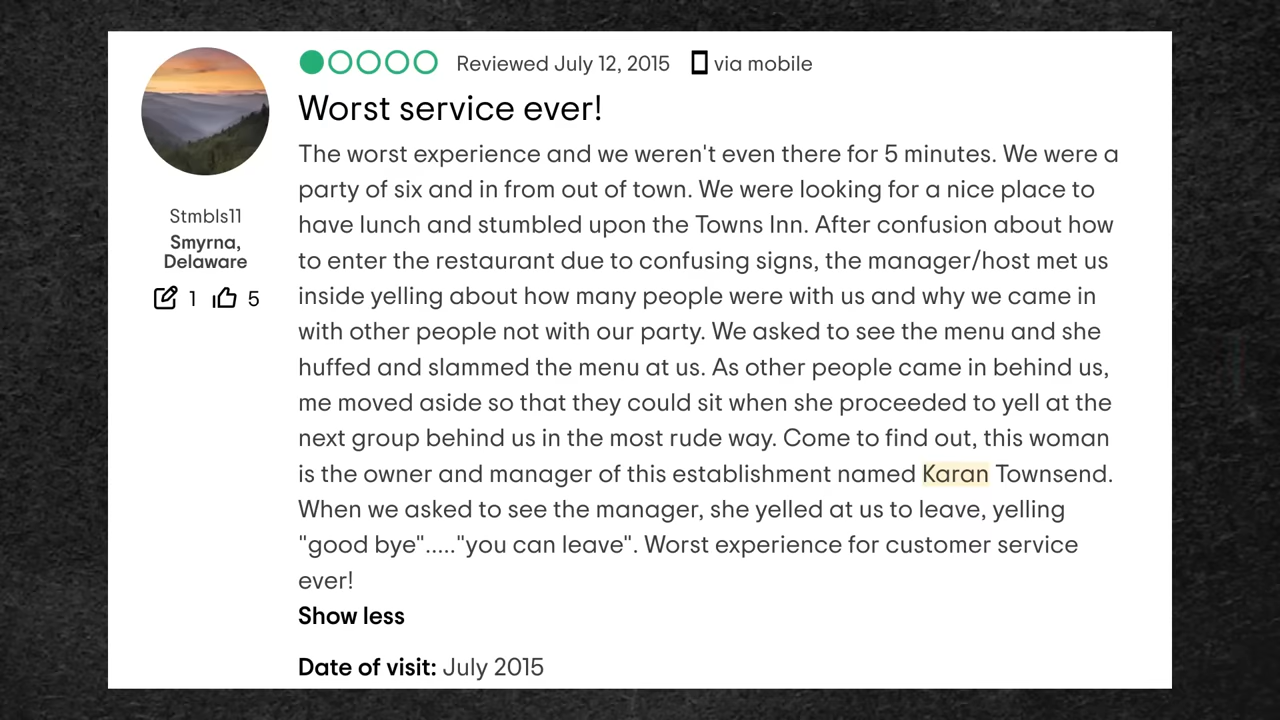 Reviewed July 12, 2015 via mobile
Worst service ever!
The worst experience and we weren't even there for 5 minutes. We were a
party of six and in from out of town. We were looking for a nice place to
have lunch and stumbled upon the Towns Inn. After confusion about how
to enter the restaurant due to confusing signs, the manager/host met us
inside yelling about how many people were with us and why we came in
with other people not with our party. We asked to see the menu and she
huffed and slammed the menu at us. As other people came in behind us,
me moved aside so that they could sit when she proceeded to yell at the
next group behind us in the most rude way. Come to find out, this woman
is the owner and manager of this establishment named Karan Townsend.
When we asked to see the manager, she yelled at us to leave, yelling
"good bye"....."you can leave". Worst experience for customer service
ever!
Show less
Date of visit: July 2015
Stmbls11
Smyrna,
Delaware
1 5